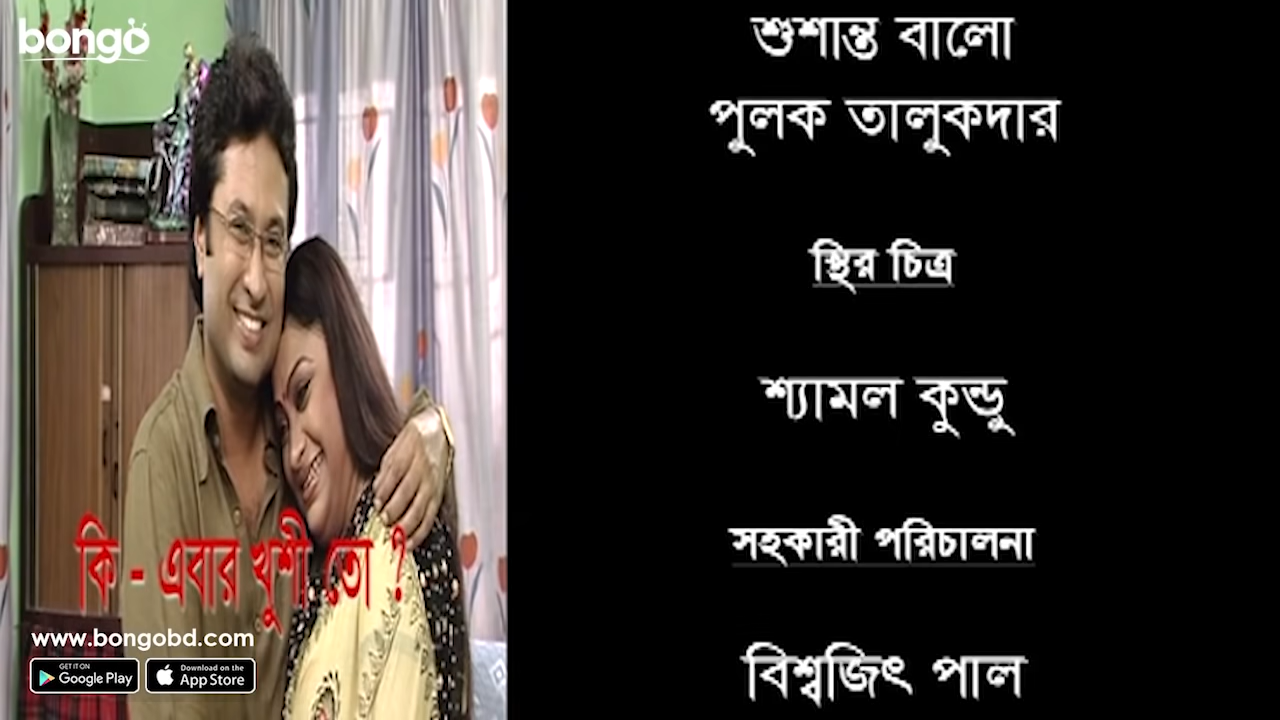 bongo
কি - এবার খুশী তো ?
www.bongobd.com
GET IT ON
Google Play
Download on the
App Store
শুশান্ত বালো
পুলক তালুকদার
স্থির চিত্র
শ্যামল কুন্ডু
সহকারী পরিচালনা
বিশ্বজিৎ পাল